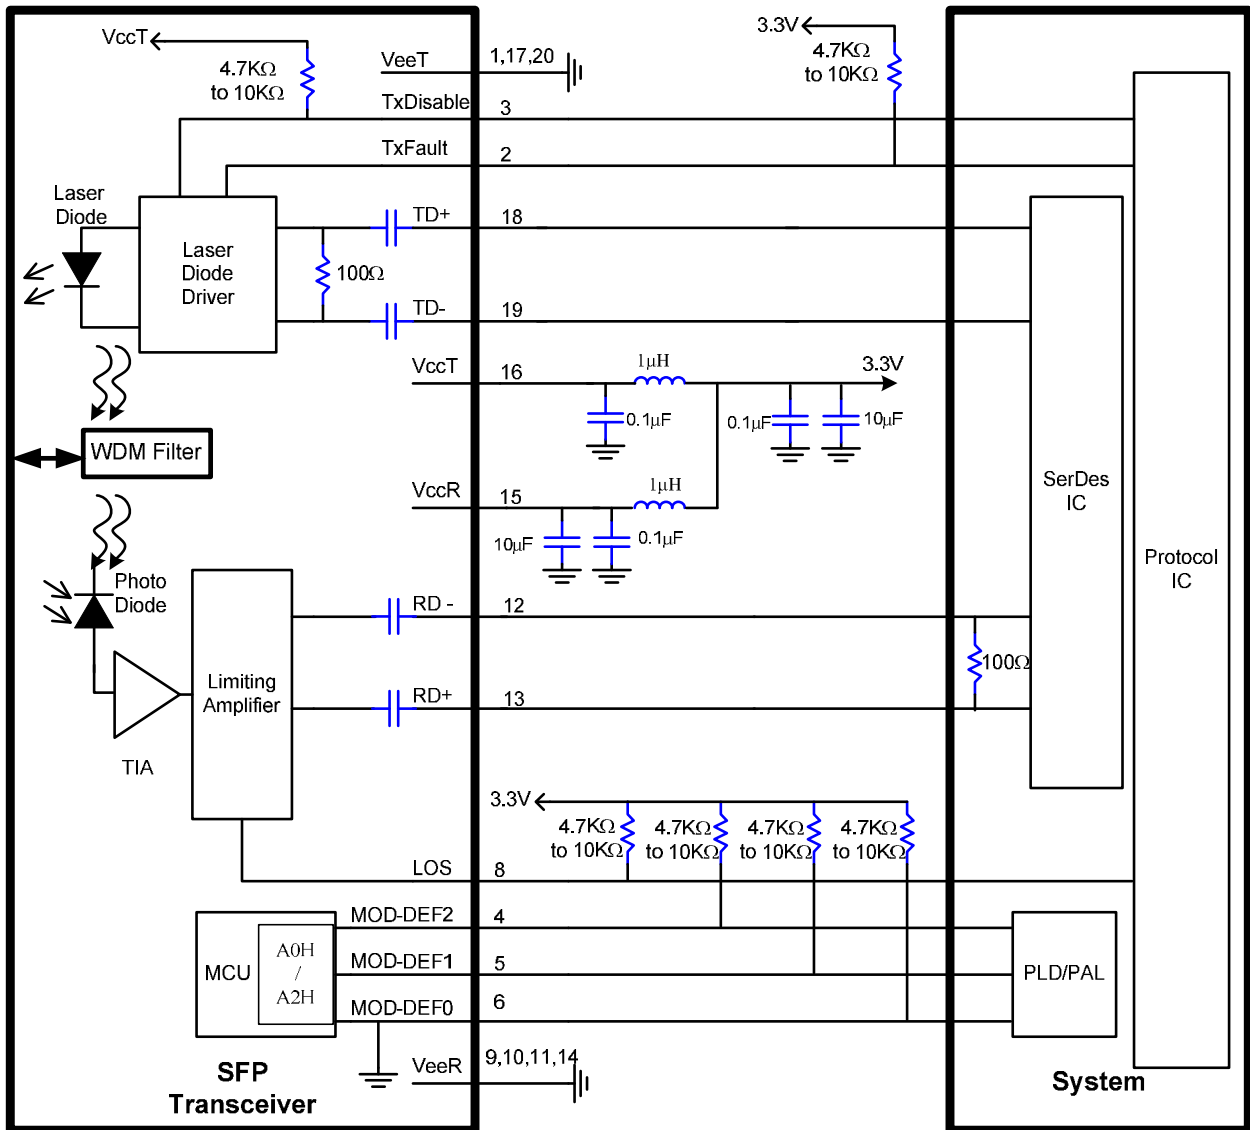 VccT
4.7KΩ
to 10KΩ
VeeT
1,17,20
3.3V
4.7KΩ
to 10KΩ
TxDisable
3
TxFault
2
Laser
Diode
Laser
Diode
Driver
TD+
18
100Ω
TD-
19
VccT
16
1μH
3.3V
0.1μF
0.1μF
10μF
WDM Filter
VccR
15
1μH
10μF
0.1μF
SerDes
IC
Protocol
IC
Photo
Diode
RD -
12
100Ω
Limiting
Amplifier
RD+
13
TIA
3.3V
4.7KΩ
to 10KΩ
4.7KΩ
to 10KΩ
4.7KΩ
to 10KΩ
4.7KΩ
to 10KΩ
LOS
8
MOD-DEF2
4
MCU
A0H
/
A2H
MOD-DEF1
5
PLD/PAL
MOD-DEF0
6
VeeR
9,10,11,14
SFP
Transceiver
System